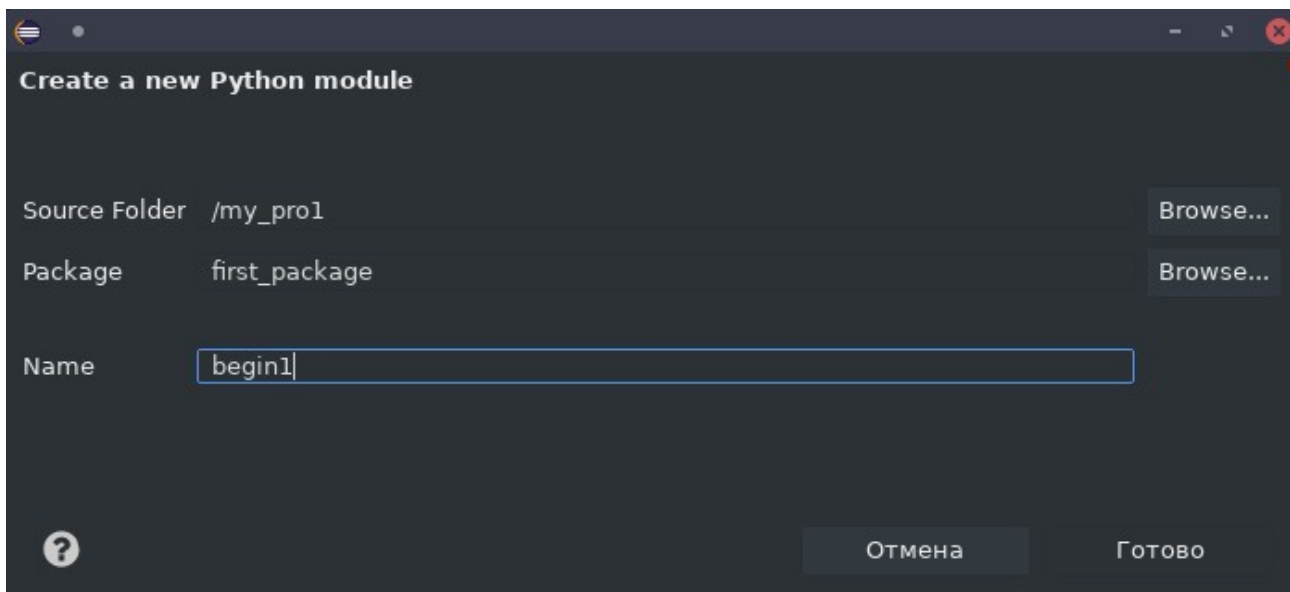 Create a new Python module
Source Folder /my_pro1 Browse...
Package first_package Browse...
Name begin1
? Отмена Готово